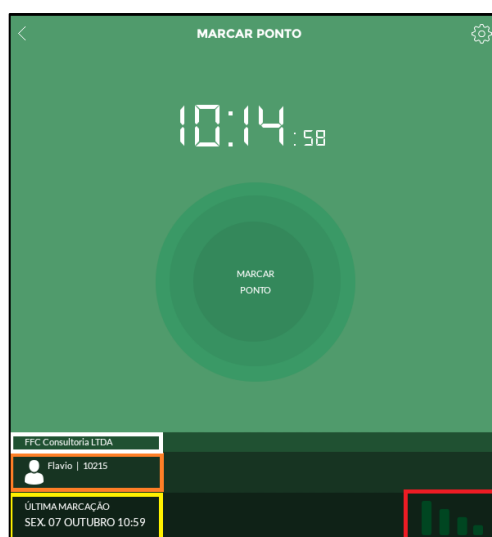 MARCAR PONTO
10:14:58
MARCAR
PONTO
FFC Consultoria LTDA
Flavio | 10215
ÚLTIMA MARCAÇÃO
SEX. 07 OUTUBRO 10:59